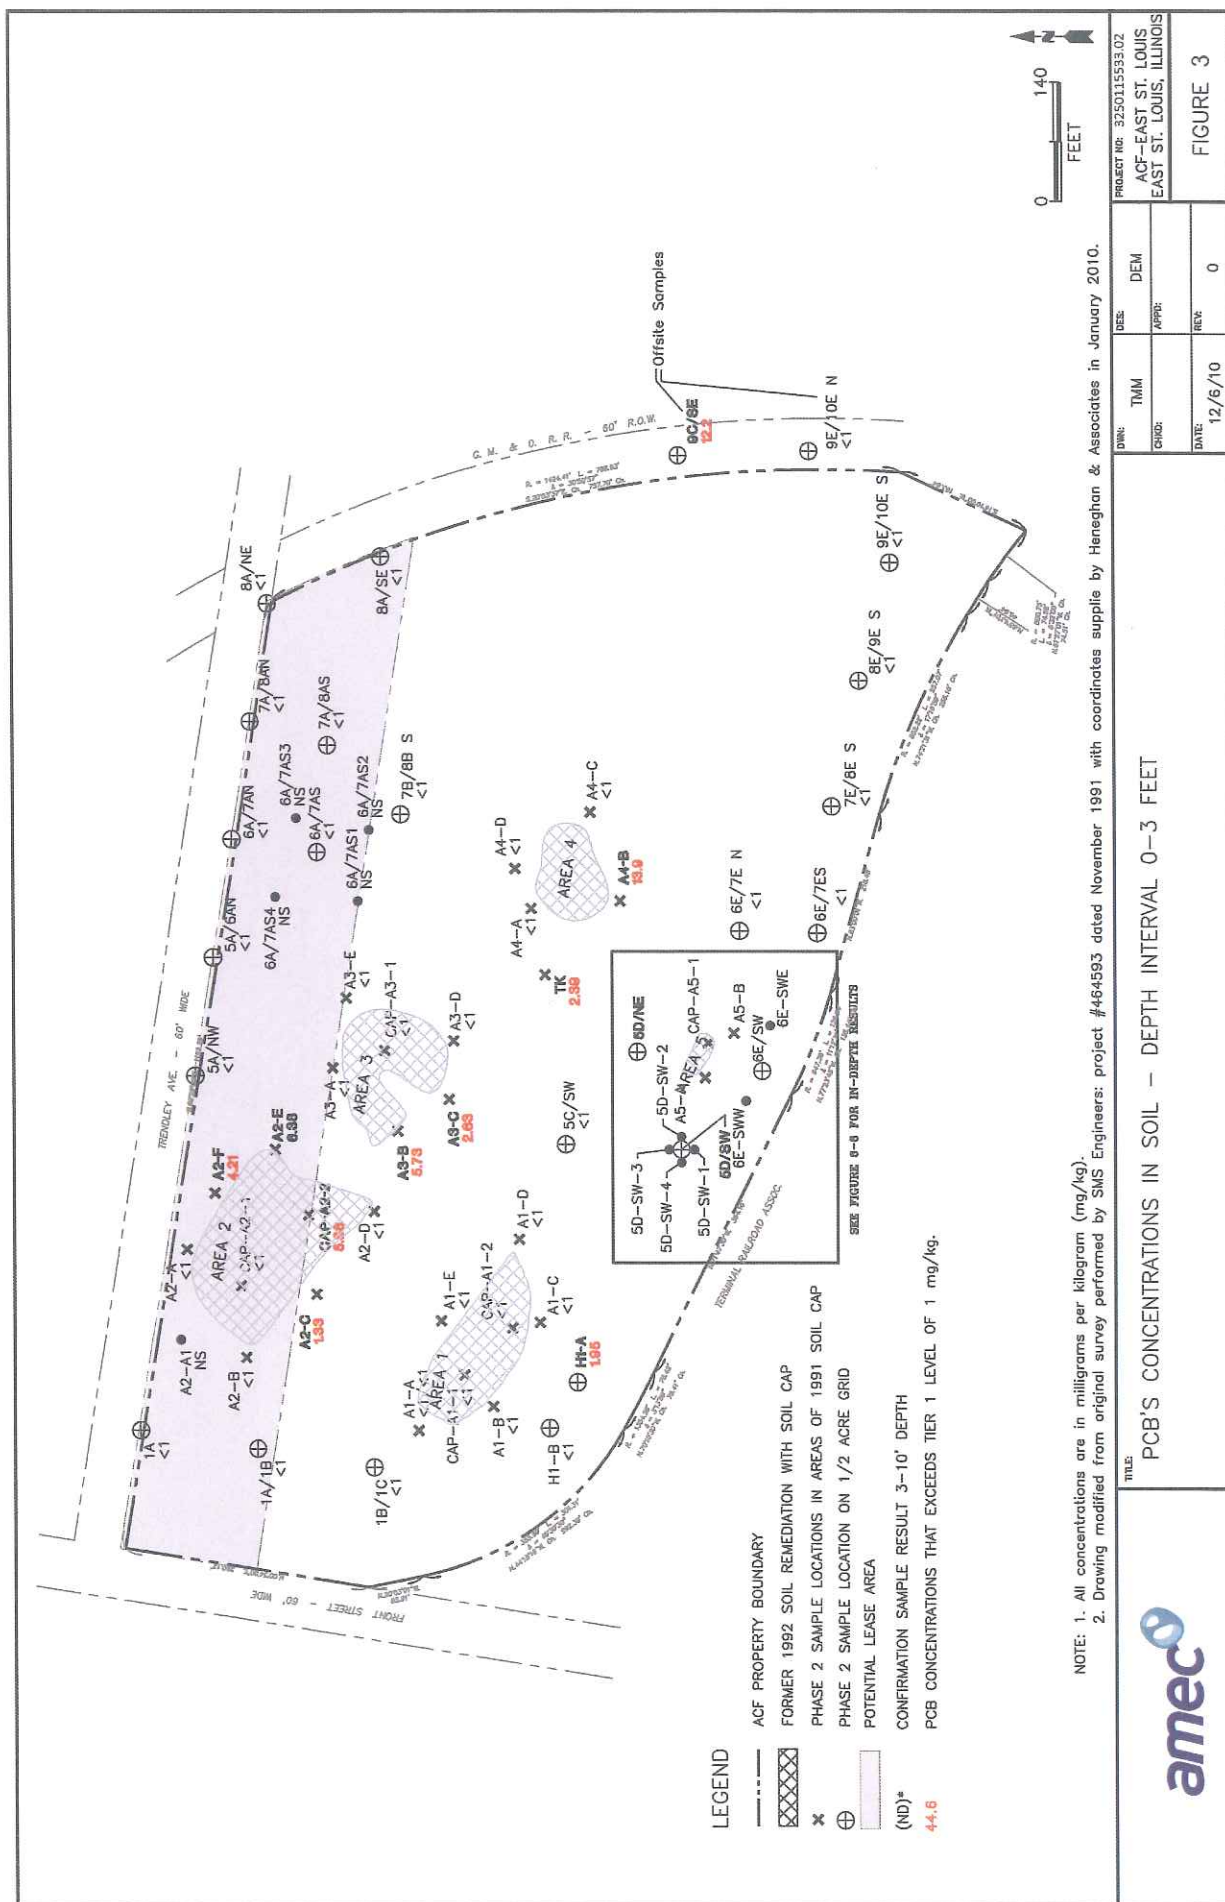 TRENDLEY AVE. - 60' WIDE
FRONT STREET - 60' WIDE
G. M. & O. R. R. - 60' R.O.W.
TERMINAL RAILROAD ASSOC.
1A
<1
1A/1B
<1
1B/1C
<1
A2-A1
NS
A2-B
<1
A2-A
<1
AREA 2
CAP-A2-1
<1
A2-F
4.21
A2-E
6.38
A2-C
1.33
CAP-A2-2
A2-D
<1
5A/NW
<1
5A/6AN
<1
6A/7AN
<1
7A/8AN
<1
8A/NE
<1
8A/SE
<1
6A/7AS4
NS
6A/7AS3
NS
6A/7AS
<1
7A/8AS
<1
6A/7AS1
NS
6A/7AS2
NS
7B/8B S
<1
A3-E
<1
A3-A
<1
AREA 3
CAP-A3-1
<1
A3-D
<1
A3-B
5.73
A3-C
2.63
A1-A
<1
AREA 1
CAP-A1-1
<1
A1-B
<1
A1-E
<1
CAP-A1-2
<1
A1-D
<1
A1-C
<1
H1-A
1.95
H1-B
<1
5C/SW
<1
A4-D
<1
A4-C
<1
A4-A
<1
AREA 4
A4-B
13.9
TK
2.39
6E/7E N
<1
6E/7ES
<1
7E/8E S
<1
8E/9E S
<1
9E/10E S
<1
9E/10E N
<1
9C/8E
12.2
Offsite Samples
5D-SW-3
5D-SW-4
5D-SW-1
5D-SW-2
5D/SW
5D/NE
A5-A
AREA 5
CAP-A5-1
A5-B
6E/SW
6E-SWW
6E-SWE
SEE FIGURE 6-6 FOR IN-DEPTH RESULTS
LEGEND
ACF PROPERTY BOUNDARY
FORMER 1992 SOIL REMEDIATION WITH SOIL CAP
PHASE 2 SAMPLE LOCATIONS IN AREAS OF 1991 SOIL CAP
PHASE 2 SAMPLE LOCATION ON 1/2 ACRE GRID
POTENTIAL LEASE AREA
(ND)* CONFIRMATION SAMPLE RESULT 3-10' DEPTH
44.6 PCB CONCENTRATIONS THAT EXCEEDS TIER 1 LEVEL OF 1 mg/kg.
N
0 140
FEET
NOTE: 1. All concentrations are in milligrams per kilogram (mg/kg).
2. Drawing modified from original survey performed by SMS Engineers: project #464593 dated November 1991 with coordinates supplie by Heneghan & Associates in January 2010.
amec
TITLE:
PCB'S CONCENTRATIONS IN SOIL - DEPTH INTERVAL 0-3 FEET
DWN: TMM
DES: DEM
CHKD:
APPD:
DATE: 12/6/10
REV: 0
PROJECT NO: 3250115533.02
ACF-EAST ST. LOUIS
EAST ST. LOUIS, ILLINOIS
FIGURE 3